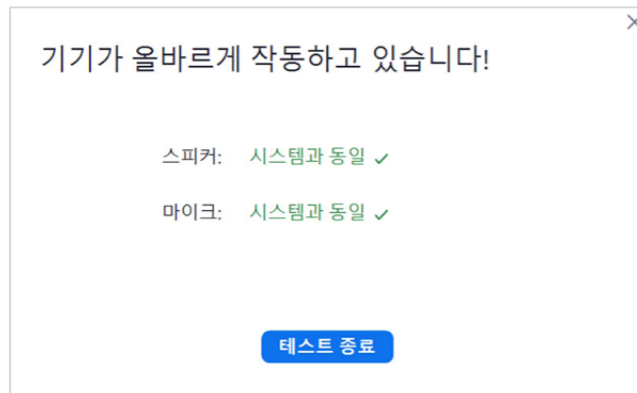 기기가 올바르게 작동하고 있습니다!
스피커: 시스템과 동일
마이크: 시스템과 동일
테스트 종료